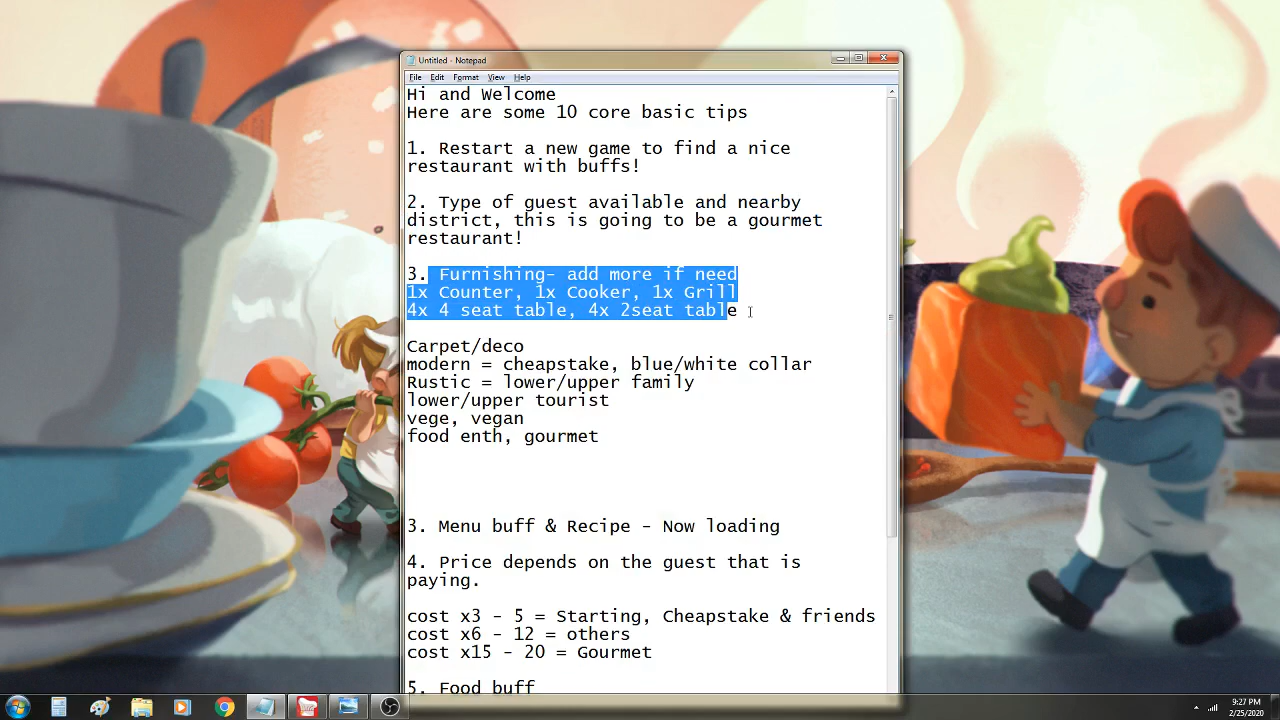 Untitled - Notepad
File Edit Format View Help
Hi and Welcome
Here are some 10 core basic tips
1. Restart a new game to find a nice
restaurant with buffs!
2. Type of guest available and nearby
district, this is going to be a gourmet
restaurant!
3. Furnishing- add more if need
1x Counter, 1x Cooker, 1x Grill
4x 4 seat table, 4x 2seat table
Carpet/deco
modern = cheapstake, blue/white collar
Rustic = lower/upper family
lower/upper tourist
vege, vegan
food enth, gourmet
3. Menu buff & Recipe - Now loading
4. Price depends on the guest that is
paying.
cost x3 - 5 = Starting, Cheapstake & friends
cost x6 - 12 = others
cost x15 - 20 = Gourmet
5. Food buff
9:27 PM
2/25/2020